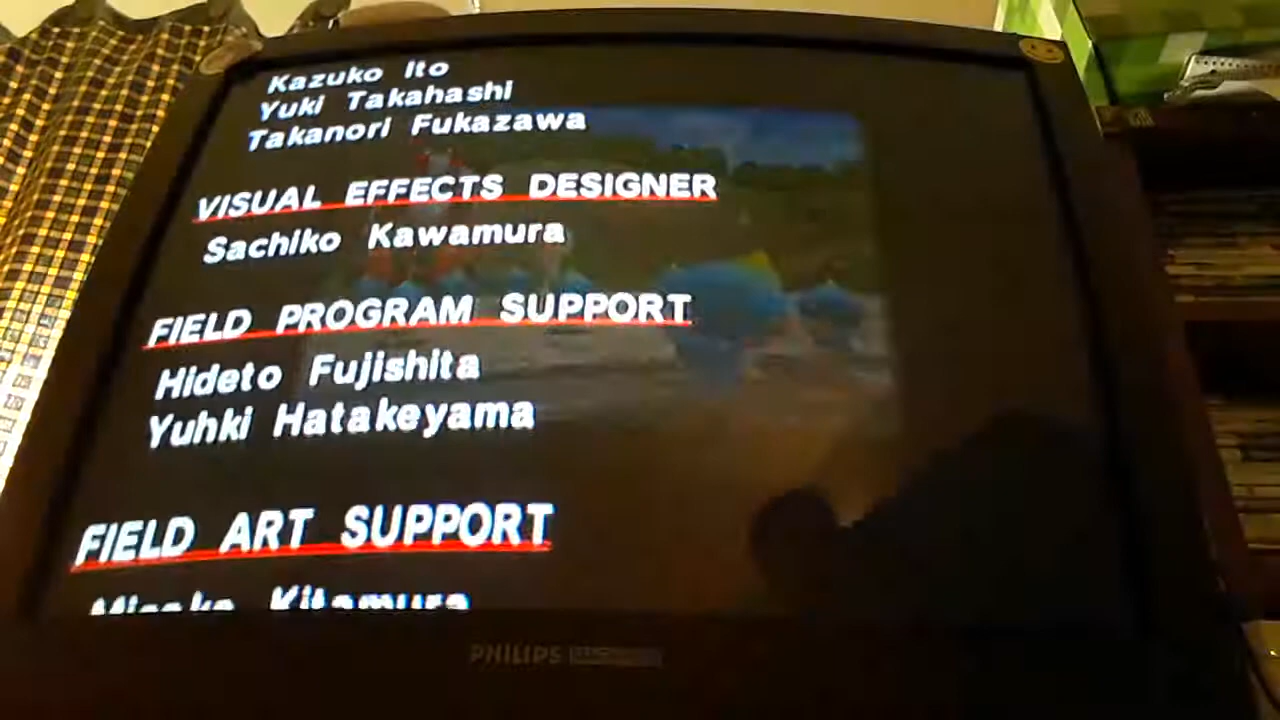 Kazuko Ito
Yuki Takahashi
Takanori Fukazawa
VISUAL EFFECTS DESIGNER
Sachiko Kawamura
FIELD PROGRAM SUPPORT
Hideto Fujishita
Yuhki Hatakeyama
FIELD ART SUPPORT
Kitamura
PHILIPS